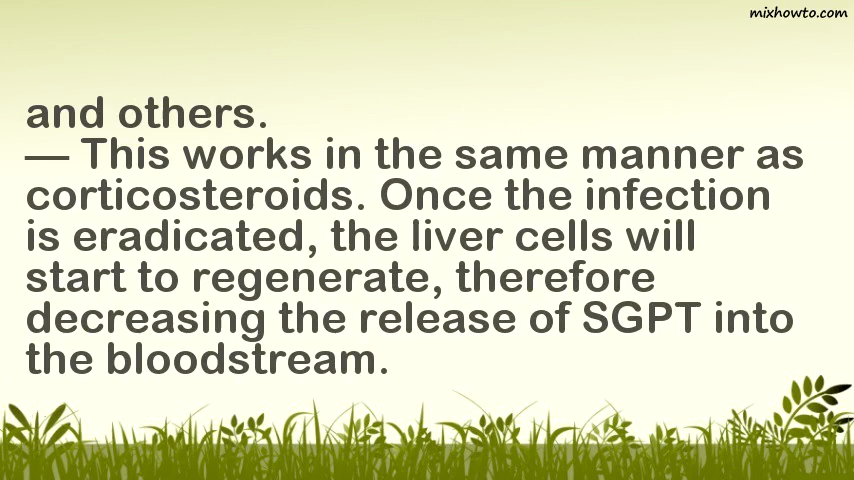 mixhowto.com
and others.
— This works in the same manner as
corticosteroids. Once the infection
is eradicated, the liver cells will
start to regenerate, therefore
decreasing the release of SGPT into
the bloodstream.